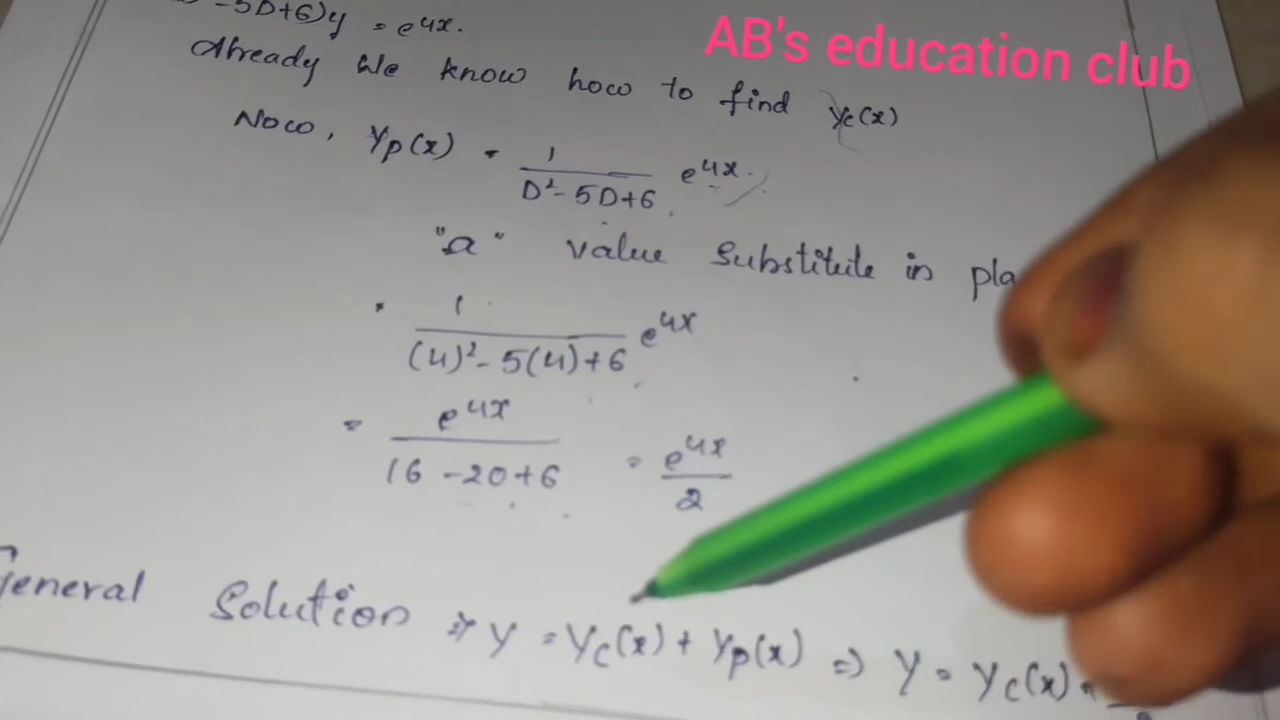 -5D+6)y = e^4x.
AB's education club
Already We know how to find Yc(x)
Now, Yp(x) = 1/(D²-5D+6) e^4x.
"a" value Substitute in pla
= 1/((4)²-5(4)+6) e^4x
= e^4x/(16-20+6) = e^4x/2
General Solution => Y = Yc(x) + Yp(x) => Y = Yc(x)